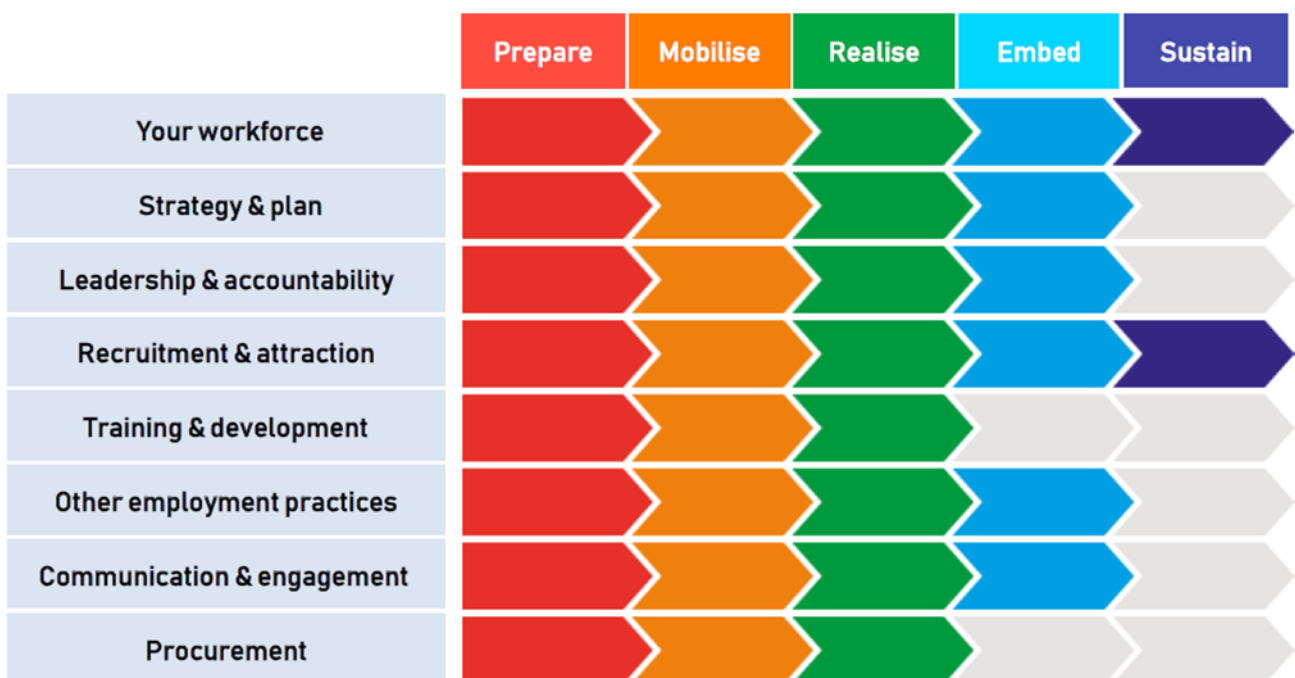 Prepare Mobilise Realise Embed Sustain
Your workforce
Strategy & plan
Leadership & accountability
Recruitment & attraction
Training & development
Other employment practices
Communication & engagement
Procurement